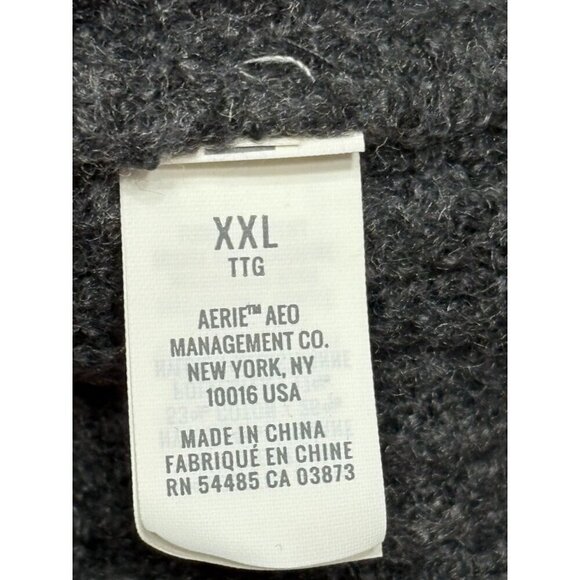 XXL
TTG
AERIE™ AEO
MANAGEMENT CO.
NEW YORK, NY
10016 USA
MADE IN CHINA
FABRIQUÉ EN CHINE
RN 54485 CA 03873